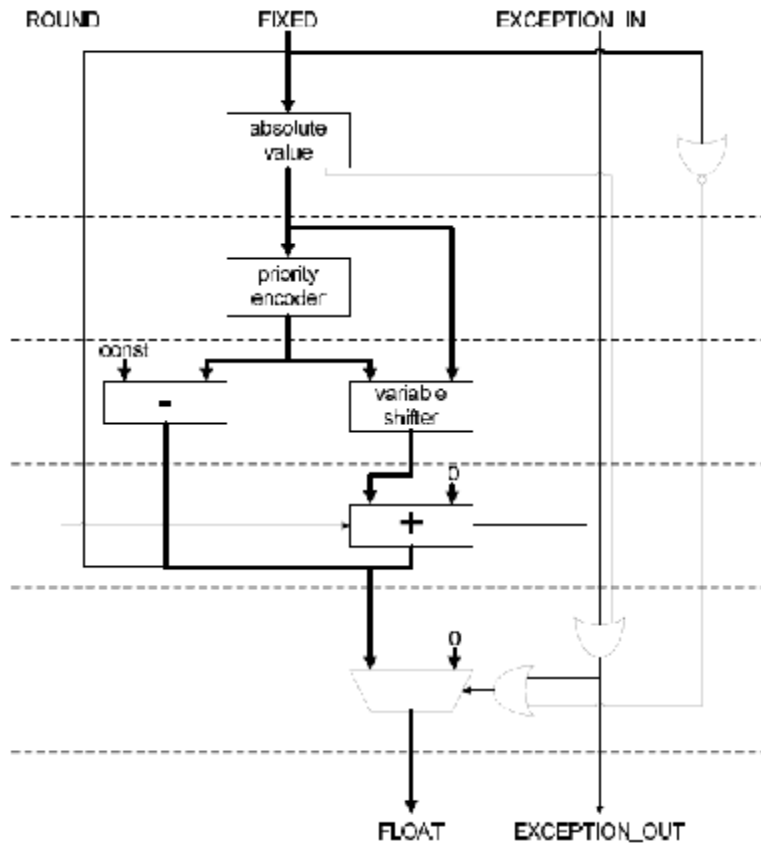 ROUND
FIXED
EXCEPTION_IN
absolute
value
priority
encoder
const
-
variable
shifter
0
+
0
FLOAT
EXCEPTION_OUT